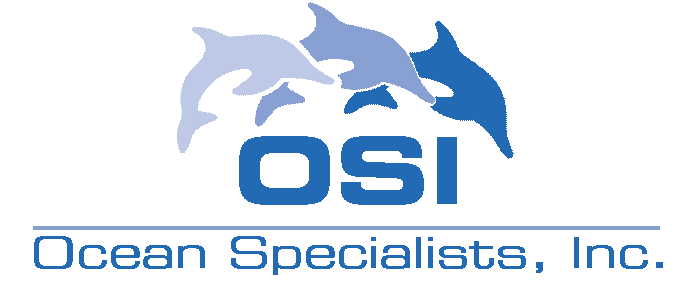 OSI
Ocean Specialists, Inc.